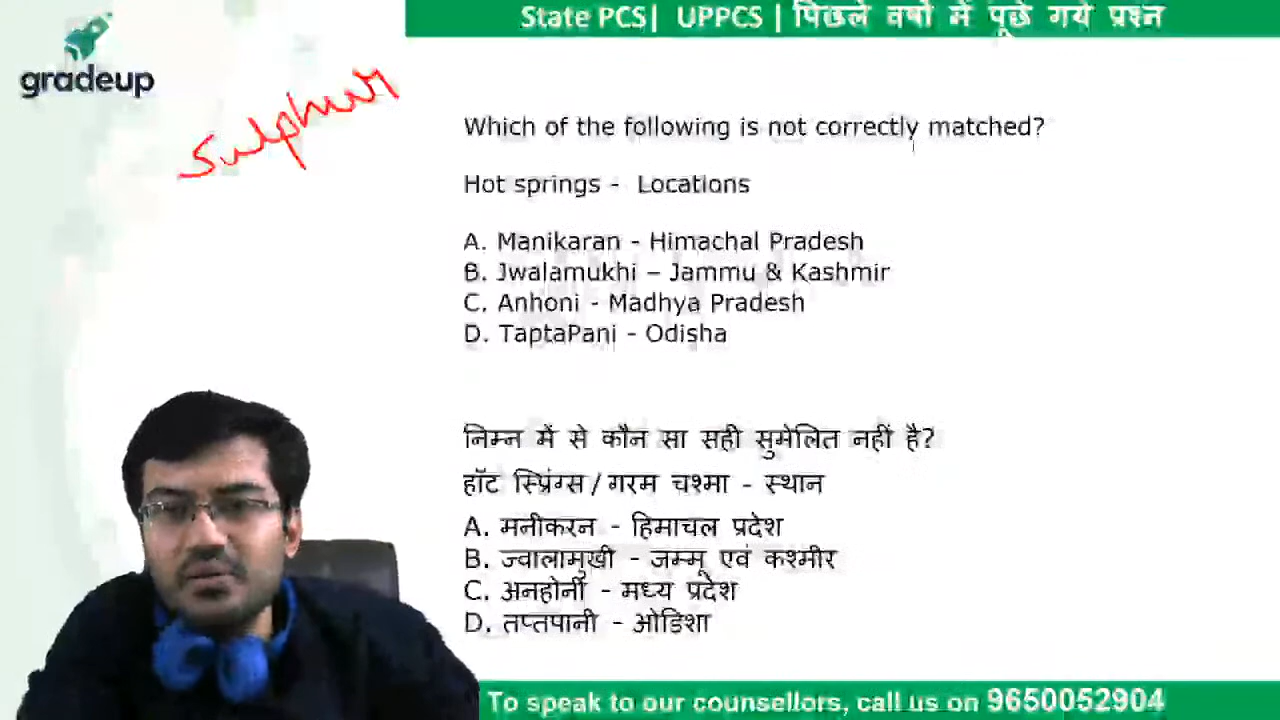 State PCS| UPPCS | पिछले वर्षो में पूछे गये प्रश्न
gradeup
Sulphur
Which of the following is not correctly matched?
Hot springs - Locations
A. Manikaran - Himachal Pradesh
B. Jwalamukhi – Jammu & Kashmir
C. Anhoni - Madhya Pradesh
D. TaptaPani - Odisha
निम्न में से कौन सा सही सुमेलित नहीं है?
हॉट स्प्रिंग्स / गरम चश्मा - स्थान
A. मनीकरन - हिमाचल प्रदेश
B. ज्वालामुखी - जम्मू एवं कश्मीर
C. अनहोनी - मध्य प्रदेश
D. तप्तपानी - ओडिशा
To speak to our counsellors, call us on 9650052904